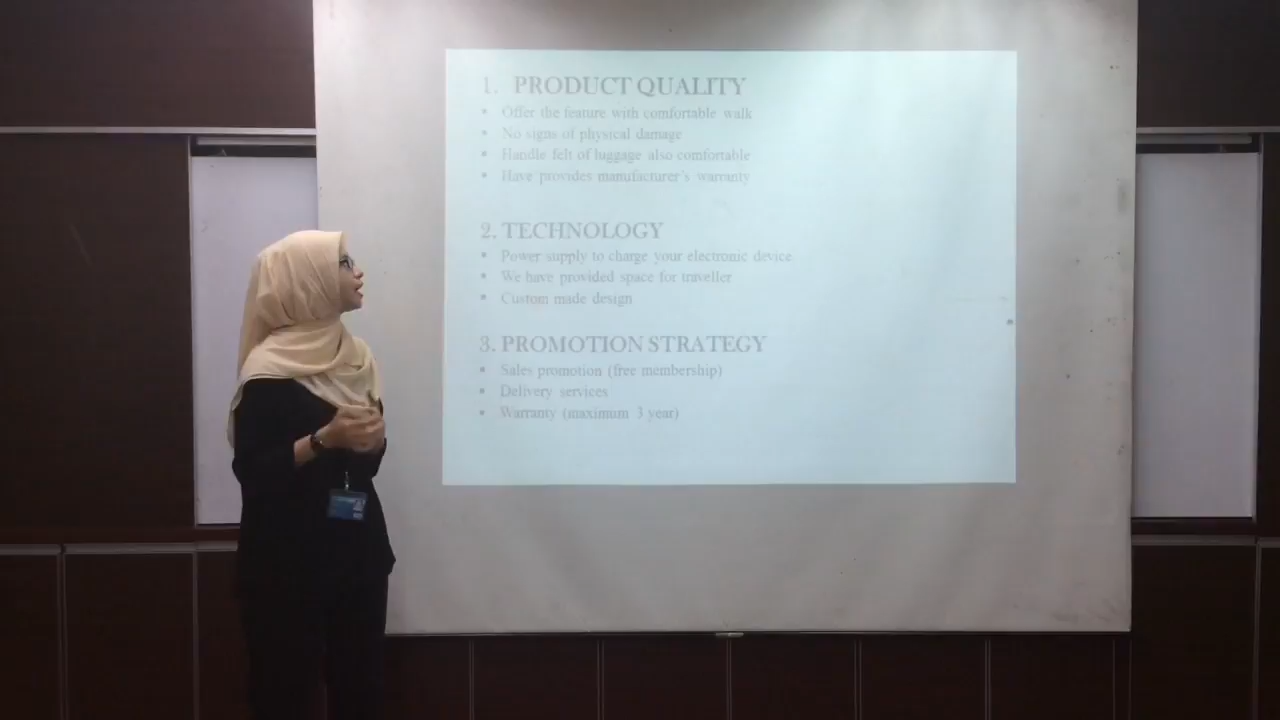 1. PRODUCT QUALITY
▪ Offer the feature with comfortable walk
▪ No signs of physical damage
▪ Handle felt of luggage also comfortable
▪ Have provides manufacturer's warranty
2. TECHNOLOGY
▪ Power supply to charge your electronic device
▪ We have provided space for traveller
▪ Custom made design
3. PROMOTION STRATEGY
▪ Sales promotion (free membership)
▪ Delivery services
▪ Warranty (maximum 3 year)